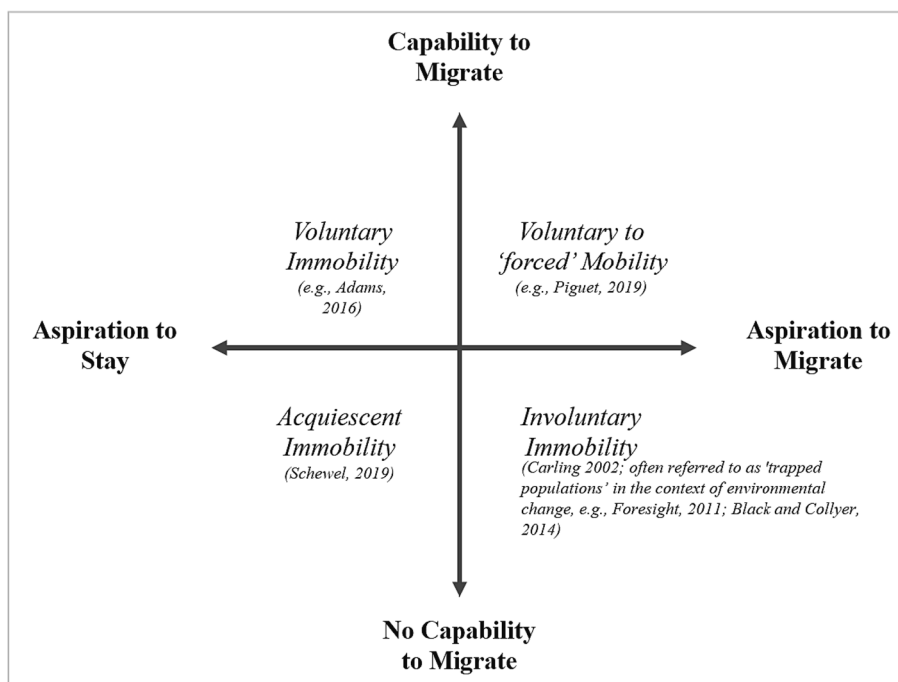 Capability to
Migrate
Voluntary
Immobility
(e.g., Adams,
2016)
Voluntary to
‘forced’ Mobility
(e.g., Piguet, 2019)
Aspiration to
Stay
Aspiration to
Migrate
Acquiescent
Immobility
(Schewel, 2019)
Involuntary
Immobility
(Carling 2002; often referred to as 'trapped
populations’ in the context of environmental
change, e.g., Foresight, 2011; Black and Collyer,
2014)
No Capability
to Migrate